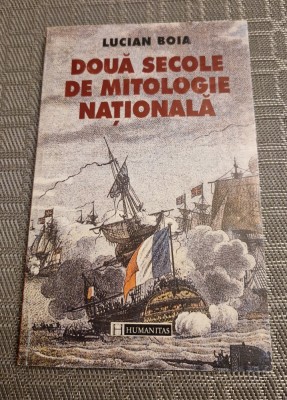 LUCIAN BOIA
DOUĂ SECOLE
DE MITOLOGIE
NAȚIONALĂ
H HUMANITAS